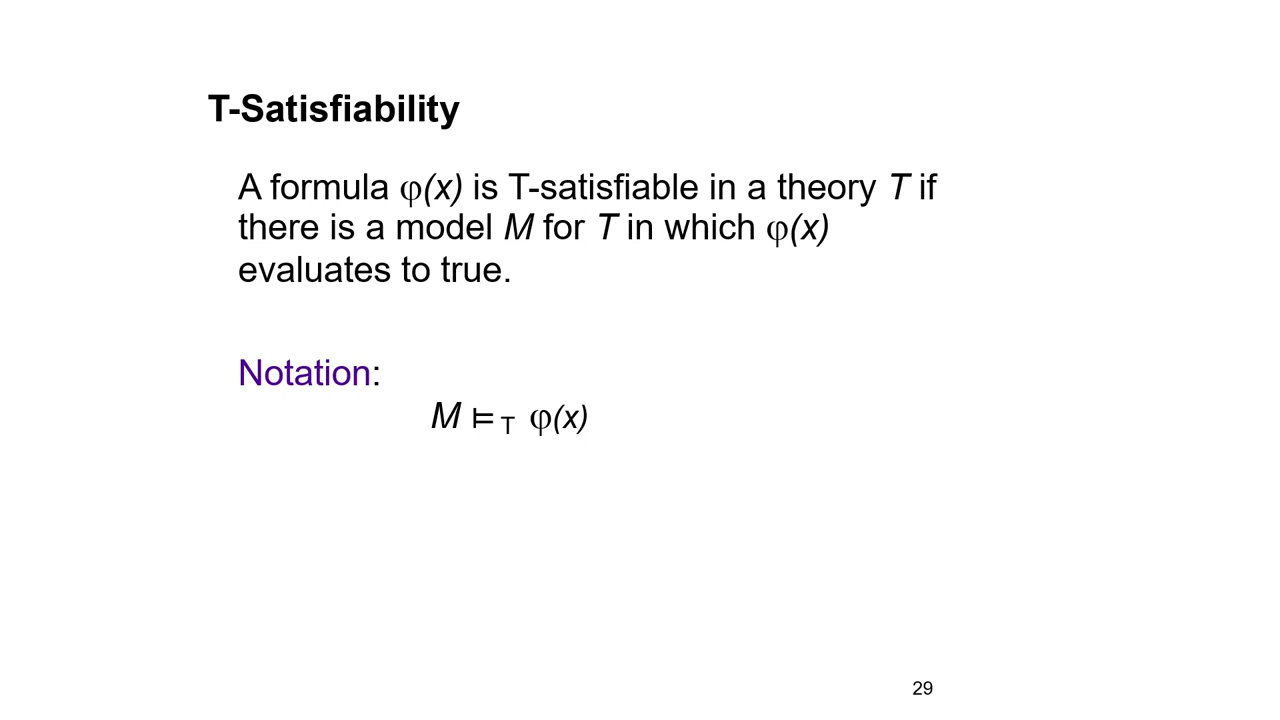 T-Satisfiability
A formula φ(x) is T-satisfiable in a theory T if
there is a model M for T in which φ(x)
evaluates to true.
Notation:
M ⊨ T φ(x)
29